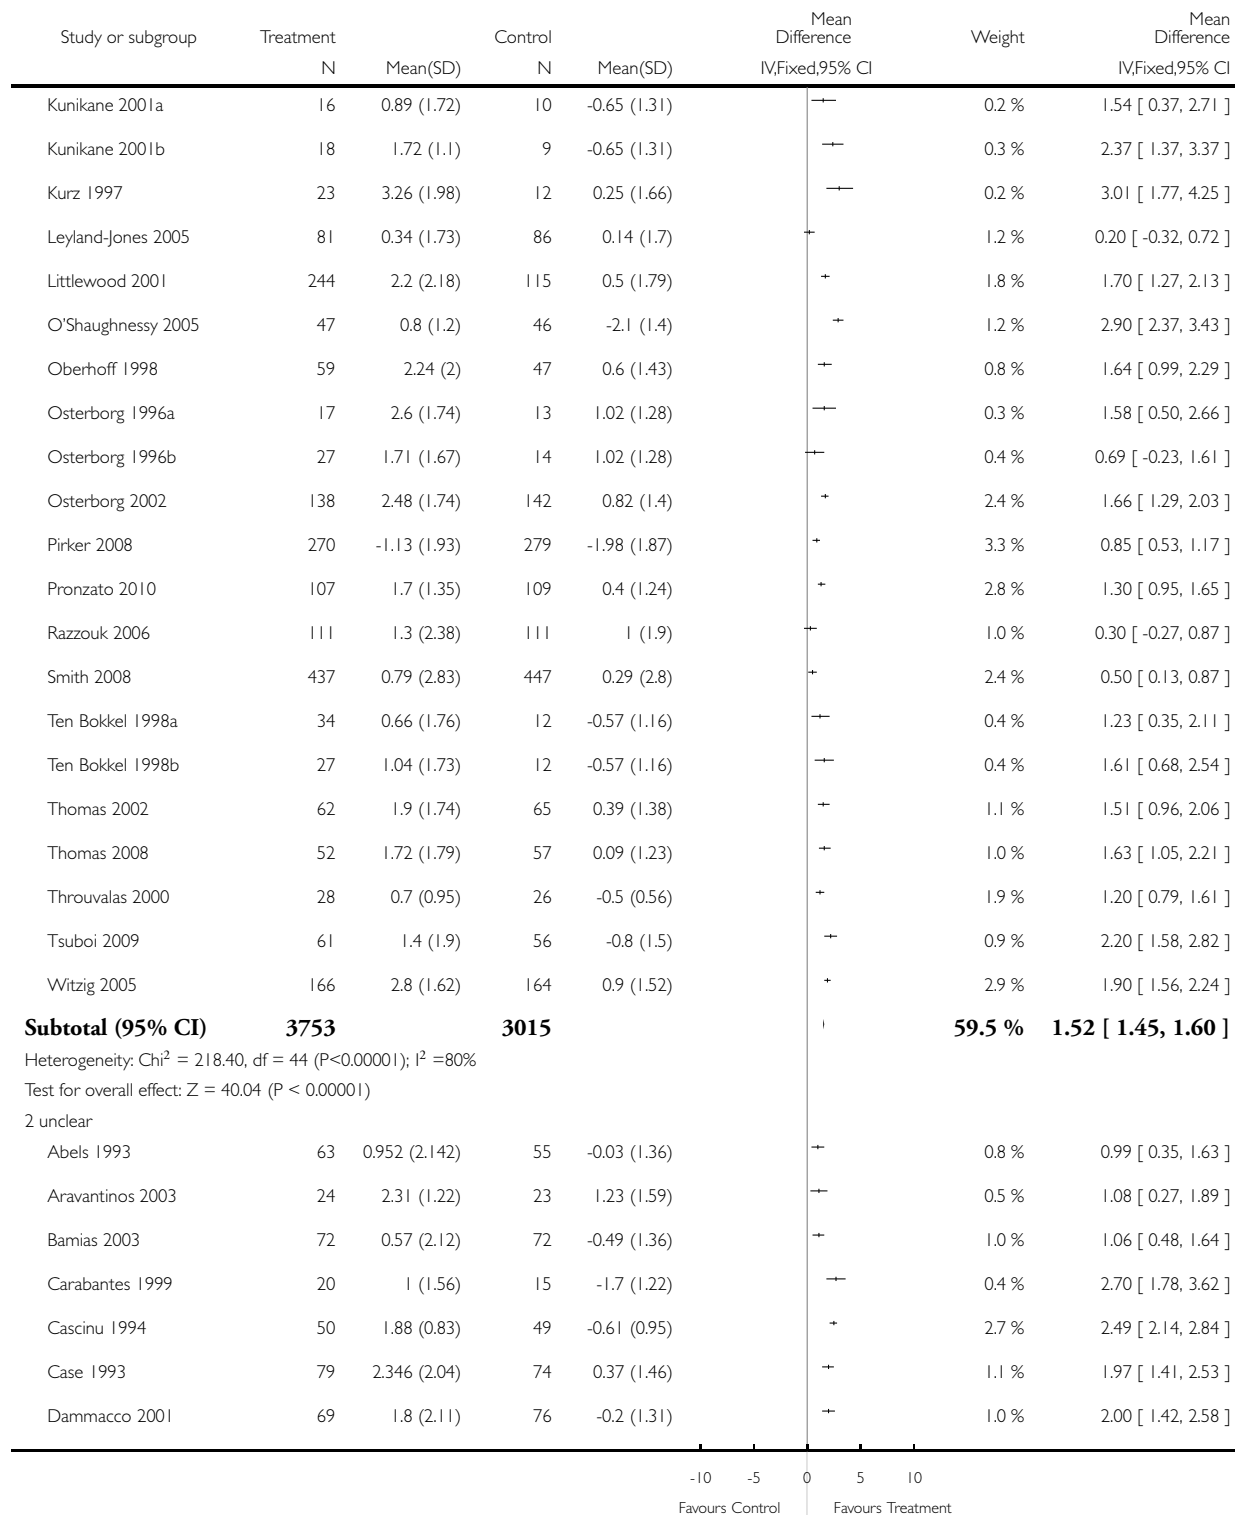 Mean Mean
Study or subgroup Treatment Control Difference Weight Difference
N Mean(SD) N Mean(SD) IV,Fixed,95% CI IV,Fixed,95% CI
Kunikane 2001a 16 0.89 (1.72) 10 -0.65 (1.31) 0.2 % 1.54 [ 0.37, 2.71 ]
Kunikane 2001b 18 1.72 (1.1) 9 -0.65 (1.31) 0.3 % 2.37 [ 1.37, 3.37 ]
Kurz 1997 23 3.26 (1.98) 12 0.25 (1.66) 0.2 % 3.01 [ 1.77, 4.25 ]
Leyland-Jones 2005 81 0.34 (1.73) 86 0.14 (1.7) 1.2 % 0.20 [ -0.32, 0.72 ]
Littlewood 2001 244 2.2 (2.18) 115 0.5 (1.79) 1.8 % 1.70 [ 1.27, 2.13 ]
O'Shaughnessy 2005 47 0.8 (1.2) 46 -2.1 (1.4) 1.2 % 2.90 [ 2.37, 3.43 ]
Oberhoff 1998 59 2.24 (2) 47 0.6 (1.43) 0.8 % 1.64 [ 0.99, 2.29 ]
Osterborg 1996a 17 2.6 (1.74) 13 1.02 (1.28) 0.3 % 1.58 [ 0.50, 2.66 ]
Osterborg 1996b 27 1.71 (1.67) 14 1.02 (1.28) 0.4 % 0.69 [ -0.23, 1.61 ]
Osterborg 2002 138 2.48 (1.74) 142 0.82 (1.4) 2.4 % 1.66 [ 1.29, 2.03 ]
Pirker 2008 270 -1.13 (1.93) 279 -1.98 (1.87) 3.3 % 0.85 [ 0.53, 1.17 ]
Pronzato 2010 107 1.7 (1.35) 109 0.4 (1.24) 2.8 % 1.30 [ 0.95, 1.65 ]
Razzouk 2006 111 1.3 (2.38) 111 1 (1.9) 1.0 % 0.30 [ -0.27, 0.87 ]
Smith 2008 437 0.79 (2.83) 447 0.29 (2.8) 2.4 % 0.50 [ 0.13, 0.87 ]
Ten Bokkel 1998a 34 0.66 (1.76) 12 -0.57 (1.16) 0.4 % 1.23 [ 0.35, 2.11 ]
Ten Bokkel 1998b 27 1.04 (1.73) 12 -0.57 (1.16) 0.4 % 1.61 [ 0.68, 2.54 ]
Thomas 2002 62 1.9 (1.74) 65 0.39 (1.38) 1.1 % 1.51 [ 0.96, 2.06 ]
Thomas 2008 52 1.72 (1.79) 57 0.09 (1.23) 1.0 % 1.63 [ 1.05, 2.21 ]
Throuvalas 2000 28 0.7 (0.95) 26 -0.5 (0.56) 1.9 % 1.20 [ 0.79, 1.61 ]
Tsuboi 2009 61 1.4 (1.9) 56 -0.8 (1.5) 0.9 % 2.20 [ 1.58, 2.82 ]
Witzig 2005 166 2.8 (1.62) 164 0.9 (1.52) 2.9 % 1.90 [ 1.56, 2.24 ]
Subtotal (95% CI) 3753 3015 59.5 % 1.52 [ 1.45, 1.60 ]
Heterogeneity: Chi² = 218.40, df = 44 (P<0.00001); I² =80%
Test for overall effect: Z = 40.04 (P < 0.00001)
2 unclear
Abels 1993 63 0.952 (2.142) 55 -0.03 (1.36) 0.8 % 0.99 [ 0.35, 1.63 ]
Aravantinos 2003 24 2.31 (1.22) 23 1.23 (1.59) 0.5 % 1.08 [ 0.27, 1.89 ]
Bamias 2003 72 0.57 (2.12) 72 -0.49 (1.36) 1.0 % 1.06 [ 0.48, 1.64 ]
Carabantes 1999 20 1 (1.56) 15 -1.7 (1.22) 0.4 % 2.70 [ 1.78, 3.62 ]
Cascinu 1994 50 1.88 (0.83) 49 -0.61 (0.95) 2.7 % 2.49 [ 2.14, 2.84 ]
Case 1993 79 2.346 (2.04) 74 0.37 (1.46) 1.1 % 1.97 [ 1.41, 2.53 ]
Dammacco 2001 69 1.8 (2.11) 76 -0.2 (1.31) 1.0 % 2.00 [ 1.42, 2.58 ]
-10 -5 0 5 10
Favours Control Favours Treatment